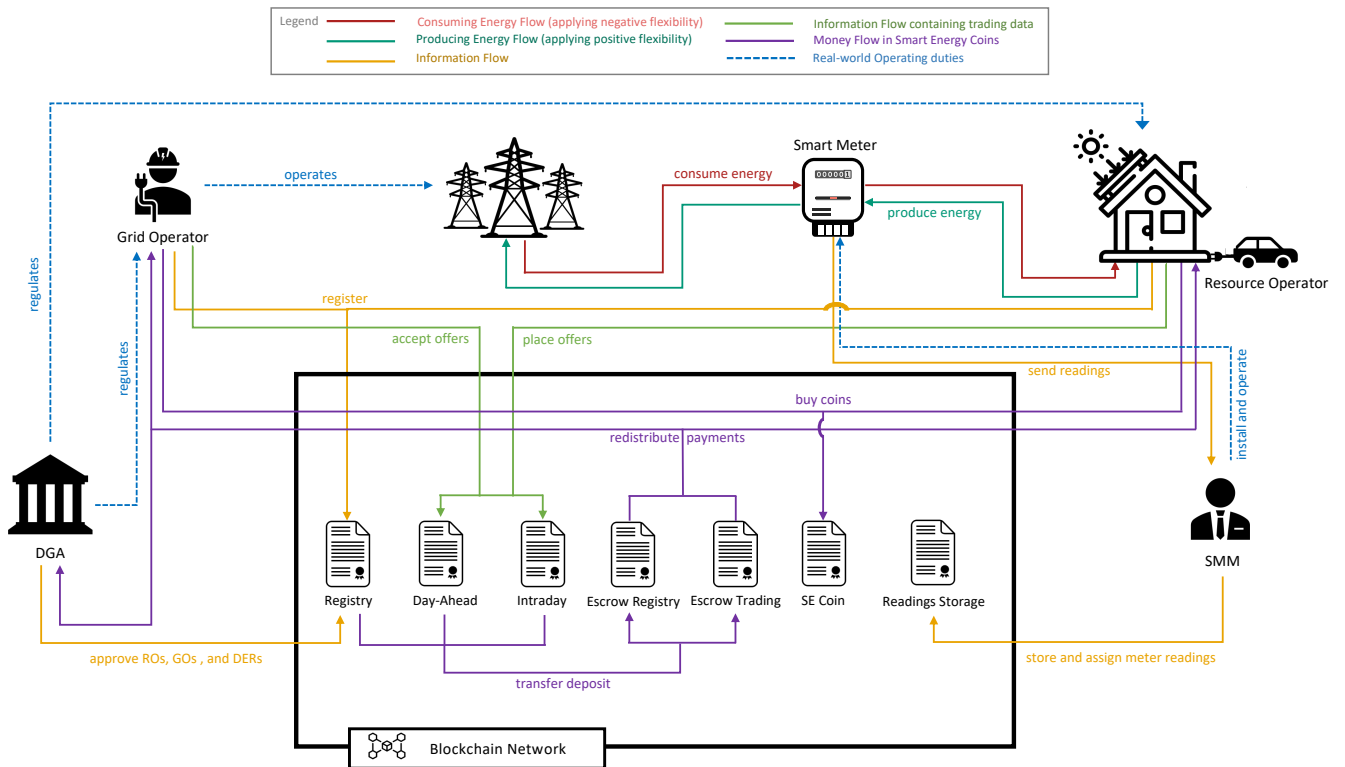 Legend
Consuming Energy Flow (applying negative flexibility)
Information Flow containing trading data
Producing Energy Flow (applying positive flexibility)
Money Flow in Smart Energy Coins
Information Flow
Real-world Operating duties
Smart Meter
000001
operates
consume energy
produce energy
Grid Operator
Resource Operator
regulates
register
accept offers
place offers
send readings
regulates
install and operate
buy coins
redistribute payments
DGA
SMM
Registry
Day-Ahead
Intraday
Escrow Registry
Escrow Trading
SE Coin
Readings Storage
approve ROs, GOs , and DERs
store and assign meter readings
transfer deposit
Blockchain Network